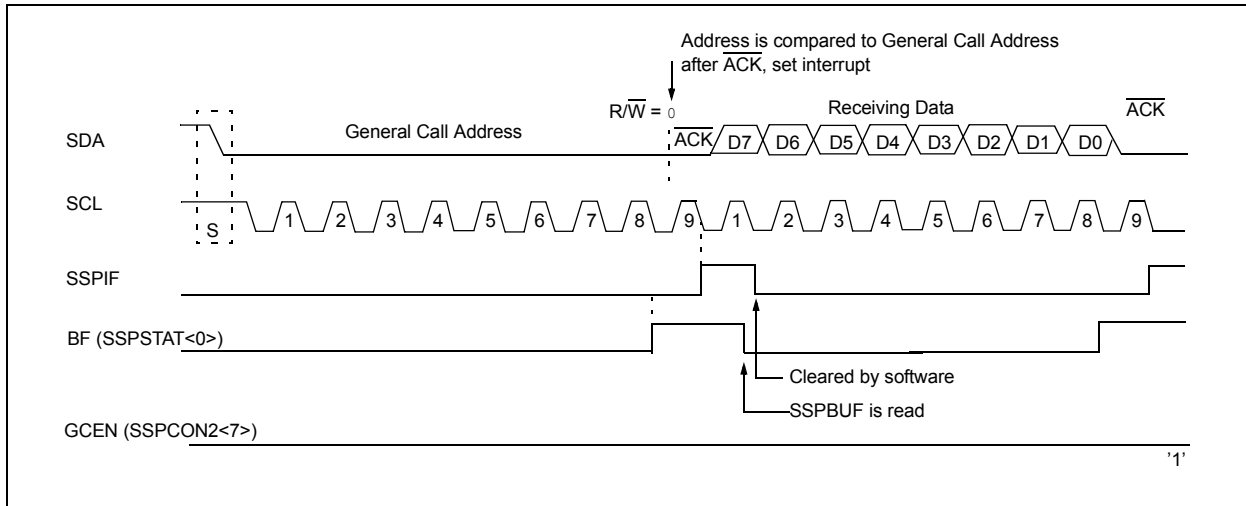 Address is compared to General Call Address
after ACK, set interrupt
R/W = 0
Receiving Data
ACK
SDA
General Call Address
ACK D7 D6 D5 D4 D3 D2 D1 D0
SCL
S
1 2 3 4 5 6 7 8 9 1 2 3 4 5 6 7 8 9
SSPIF
BF (SSPSTAT<0>)
Cleared by software
SSPBUF is read
GCEN (SSPCON2<7>)
'1'